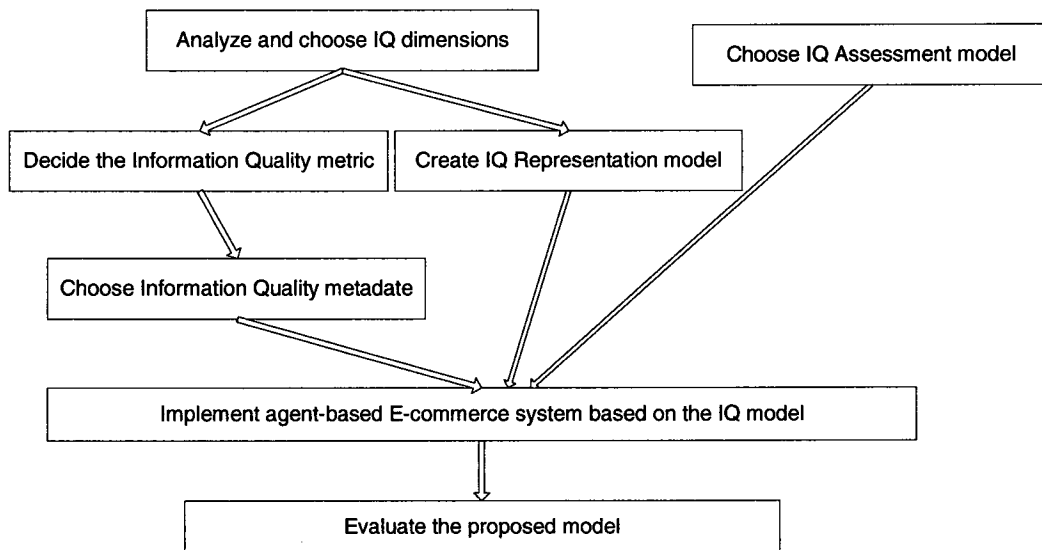 Analyze and choose IQ dimensions
Choose IQ Assessment model
Decide the Information Quality metric
Create IQ Representation model
Choose Information Quality metadate
Implement agent-based E-commerce system based on the IQ model
Evaluate the proposed model